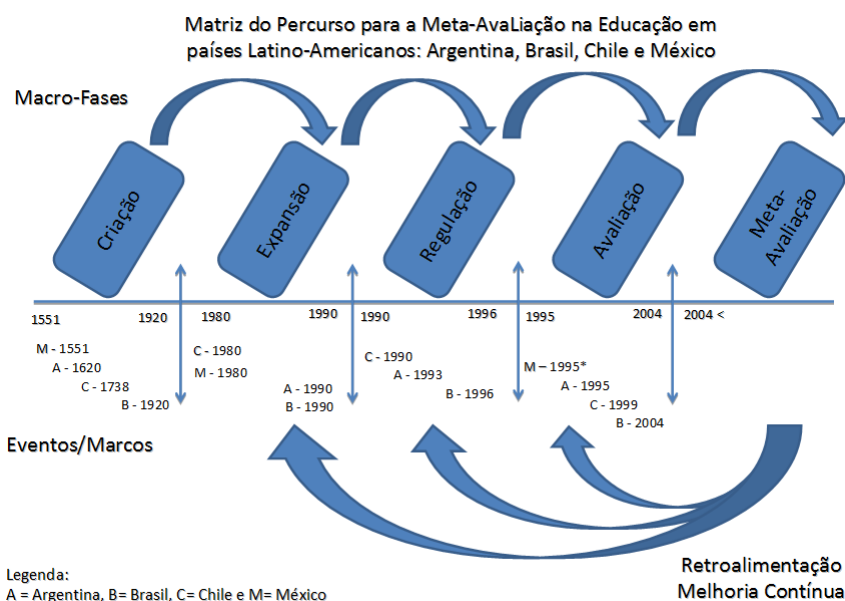 Matriz do Percurso para a Meta-AvaLiação na Educação em
países Latino-Americanos: Argentina, Brasil, Chile e México
Macro-Fases
Criação
Expansão
Regulação
Avaliação
Meta-
Avaliação
1551
1920
1980
1990
1990
1996
1995
2004
2004 <
M - 1551
A - 1620
C - 1738
B - 1920
C - 1980
M - 1980
A - 1990
B - 1990
C - 1990
A - 1993
B - 1996
M – 1995*
A - 1995
C - 1999
B - 2004
Eventos/Marcos
Retroalimentação
Melhoria Contínua
Legenda:
A = Argentina, B= Brasil, C= Chile e M= México